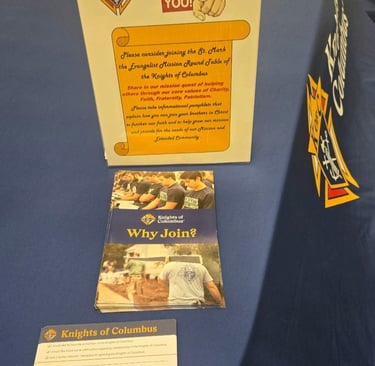 YOU!
Please consider joining the St. Mark
the Evangelist Mission Round Table of
the Knights of Columbus
Share in our mission quest of helping
others through our core values of Charity,
Faith, Fraternity, Patriotism.
Please take informational pamphlet that
explain how you can join your brothers in Christ
to further our faith and to help grow our mission
and provide for the needs of our Mission and
Extended Community
Knights of
Columbus
Why Join?
Knights of Columbus
Columbus